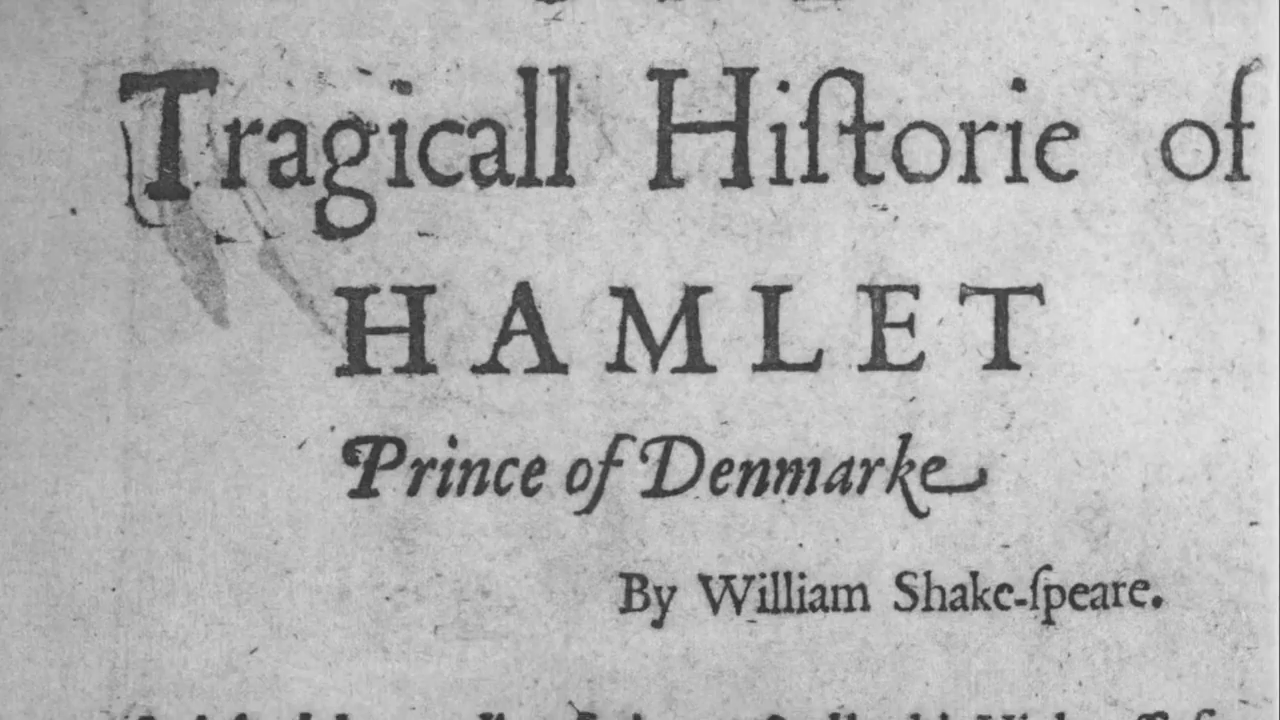 Tragicall Hiſtorie of
HAMLET
Prince of Denmarke
By William Shake-ſpeare.